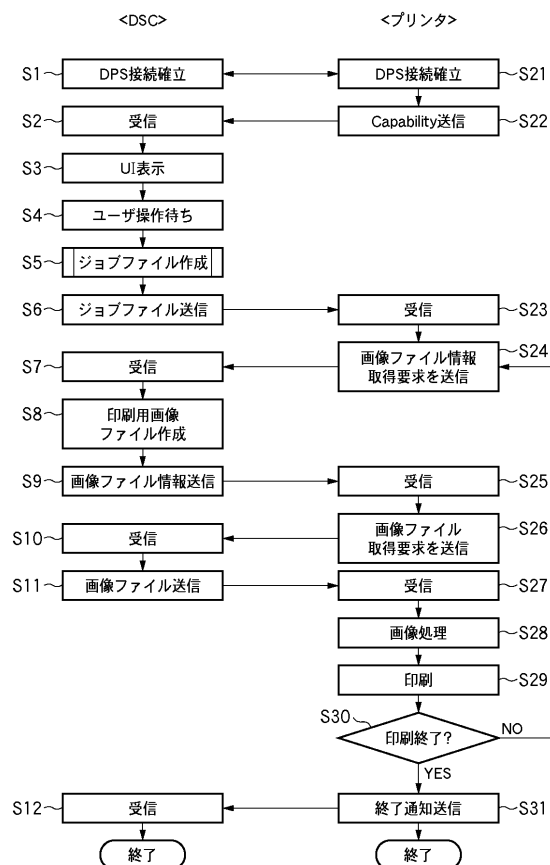 <DSC>
<プリンタ>
S1
DPS接続確立
DPS接続確立
S21
S2
受信
Capability送信
S22
S3
UI表示
S4
ユーザ操作待ち
S5
ジョブファイル作成
S6
ジョブファイル送信
受信
S23
S7
受信
画像ファイル情報
取得要求を送信
S24
S8
印刷用画像
ファイル作成
S9
画像ファイル情報送信
受信
S25
S10
受信
画像ファイル
取得要求を送信
S26
S11
画像ファイル送信
受信
S27
画像処理
S28
印刷
S29
S30
印刷終了?
NO
YES
S12
受信
終了通知送信
S31
終了
終了